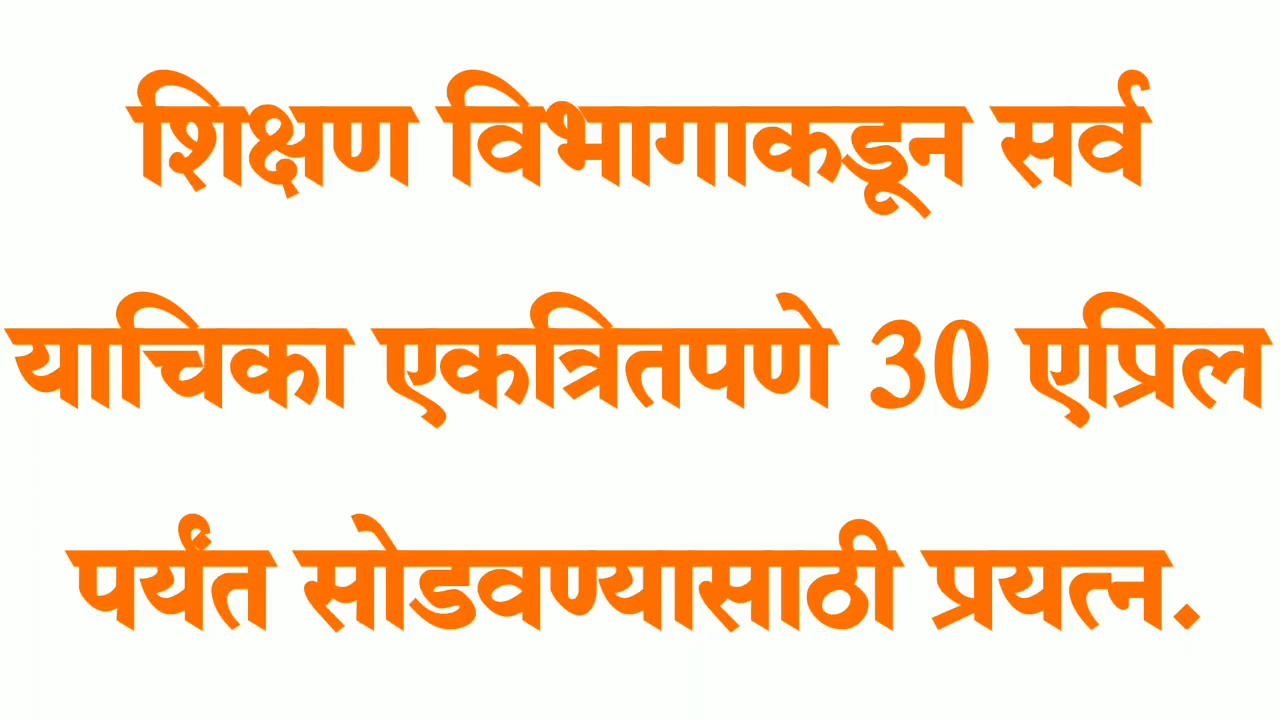 शिक्षण विभागाकडून सर्व
याचिका एकत्रितपणे 30 एप्रिल
पर्यंत सोडवण्यासाठी प्रयत्न.